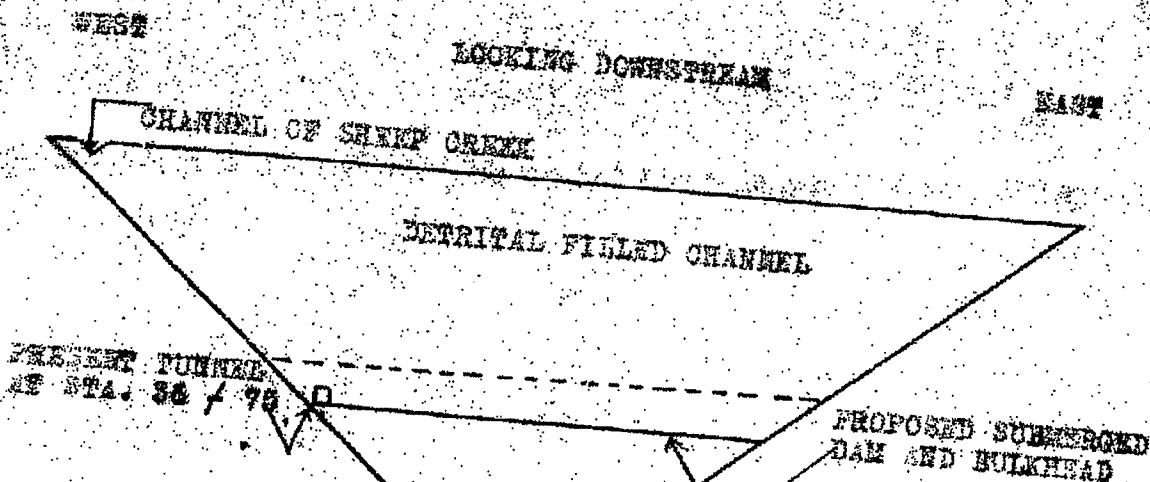 WEST
LOOKING DOWNSTREAM
EAST
CHANNEL OF SHEEP CREEK
DETRITAL FILLED CHANNEL
PRESENT TUNNEL
AT STA. 38 / 75
PROPOSED SUBMERGED
DAM AND BULKHEAD